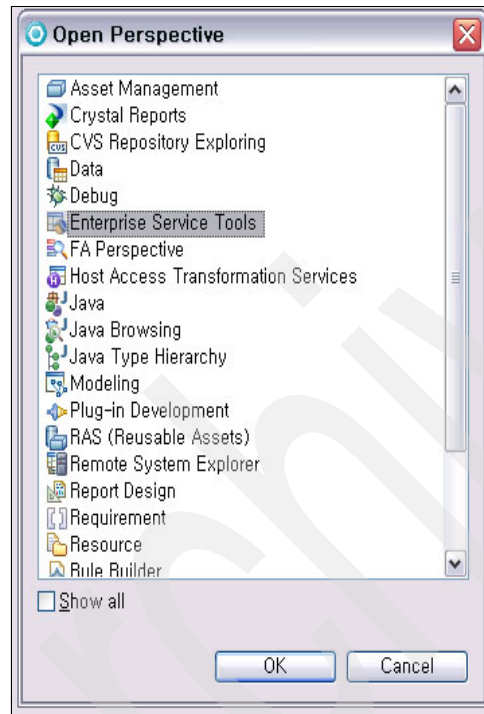 Open Perspective
Asset Management
Crystal Reports
CVS Repository Exploring
Data
Debug
Enterprise Service Tools
FA Perspective
Host Access Transformation Services
Java
Java Browsing
Java Type Hierarchy
Modeling
Plug-in Development
RAS (Reusable Assets)
Remote System Explorer
Report Design
Requirement
Resource
Rule Builder
Show all
OK
Cancel